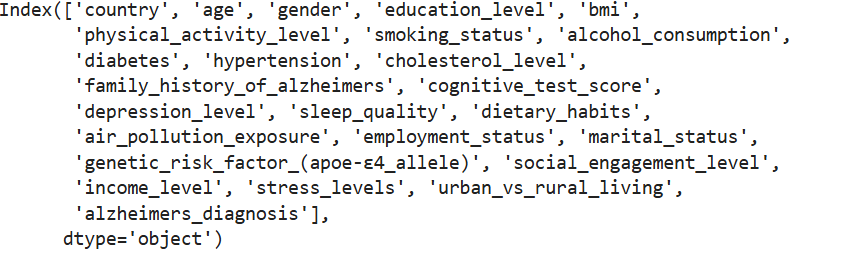 Index(['country', 'age', 'gender', 'education_level', 'bmi',
'physical_activity_level', 'smoking_status', 'alcohol_consumption',
'diabetes', 'hypertension', 'cholesterol_level',
'family_history_of_alzheimers', 'cognitive_test_score',
'depression_level', 'sleep_quality', 'dietary_habits',
'air_pollution_exposure', 'employment_status', 'marital_status',
'genetic_risk_factor_(apoe-ε4_allele)', 'social_engagement_level',
'income_level', 'stress_levels', 'urban_vs_rural_living',
'alzheimers_diagnosis'],
dtype='object')